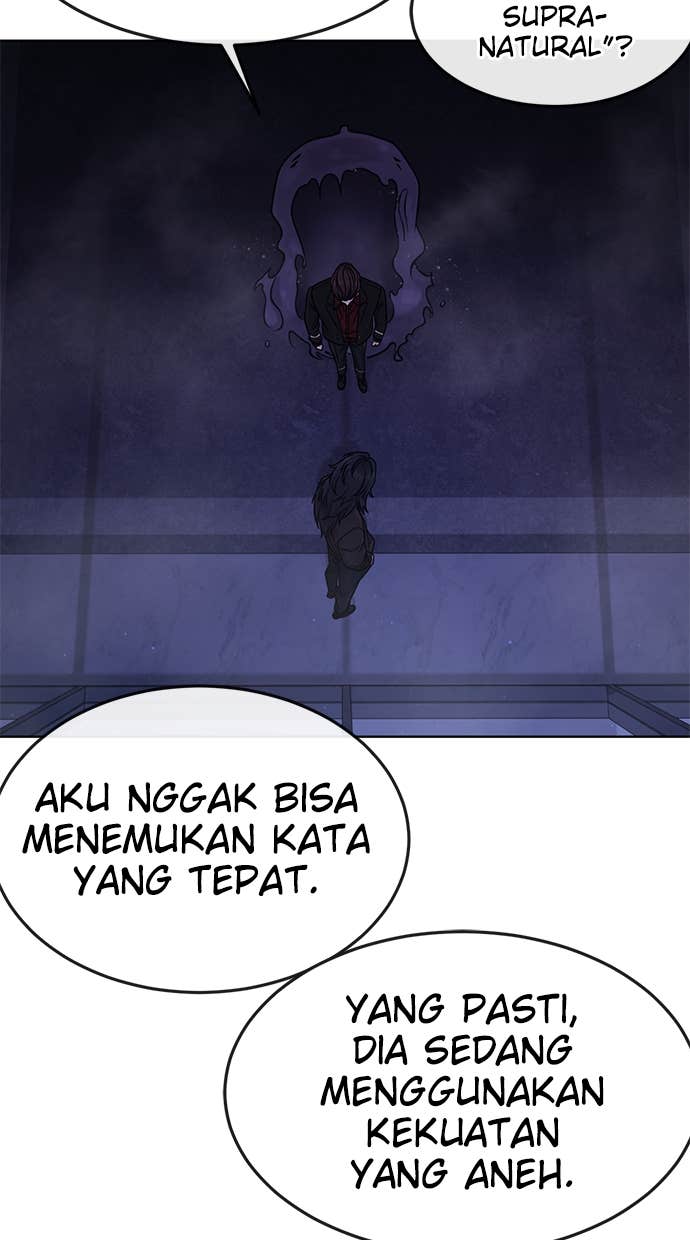 SUPRA-
NATURAL"?
AKU NGGAK BISA
MENEMUKAN KATA
YANG TEPAT.
YANG PASTI,
DIA SEDANG
MENGGUNAKAN
KEKUATAN
YANG ANEH.